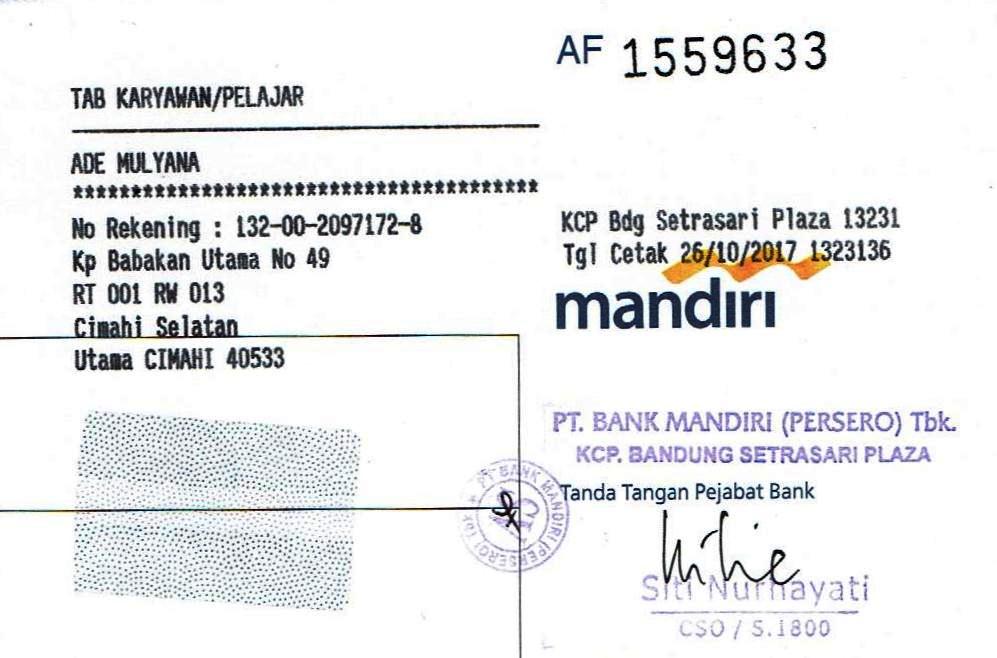 AF 1559633
TAB KARYAWAN/PELAJAR
ADE MULYANA
****************************************
No Rekening : 132-00-2097172-8
Kp Babakan Utama No 49
RT 001 RW 013
Cimahi Selatan
Utama CIMAHI 40533
KCP Bdg Setrasari Plaza 13231
Tgl Cetak 26/10/2017 1323136
mandiri
PT. BANK MANDIRI (PERSERO) Tbk.
KCP. BANDUNG SETRASARI PLAZA
Tanda Tangan Pejabat Bank
Siti Nurhayati
CSO / S.1800
PT BANK MANDIRI (PERSERO) Tbk